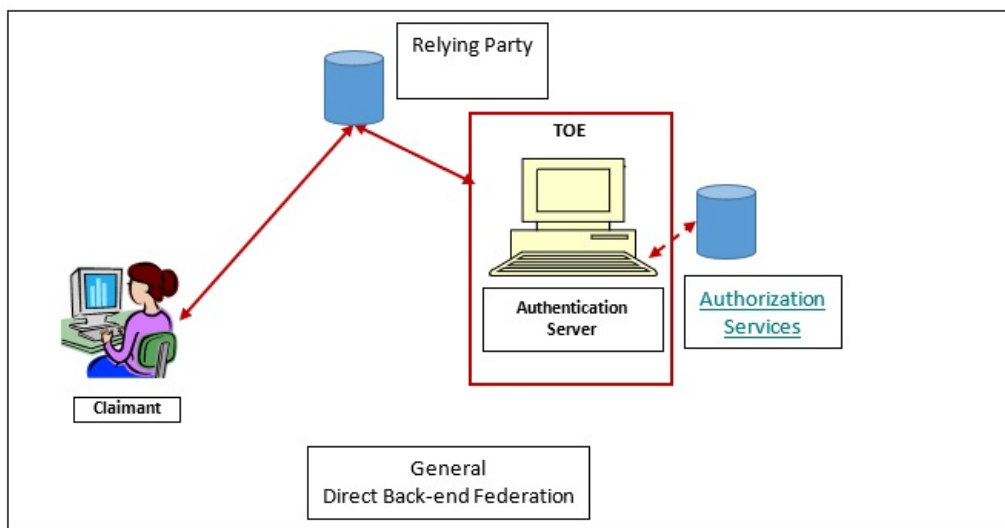 Relying Party
TOE
Authentication
Server
Authorization
Services
Claimant
General
Direct Back-end Federation